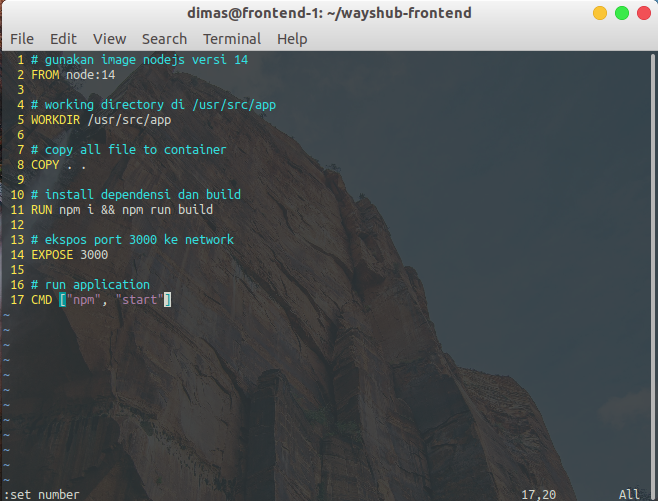 dimas@frontend-1: ~/wayshub-frontend
File Edit View Search Terminal Help
1 # gunakan image nodejs versi 14
2 FROM node:14
3
4 # working directory di /usr/src/app
5 WORKDIR /usr/src/app
6
7 # copy all file to container
8 COPY . .
9
10 # install dependensi dan build
11 RUN npm i && npm run build
12
13 # ekspos port 3000 ke network
14 EXPOSE 3000
15
16 # run application
17 CMD ["npm", "start"]
~
~
~
~
~
~
~
~
~
~
~
~
:set number 17,20 All